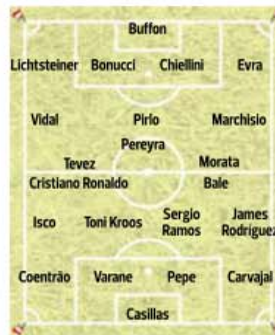 Buffon
Lichtsteiner Bonucci Chiellini Evra
Vidal Pirlo Marchisio
Pereyra
Tevez Morata
Cristiano Ronaldo Bale
Isco Toni Kroos Sergio Ramos James Rodríguez
Coentrão Varane Pepe Carvajal
Casillas